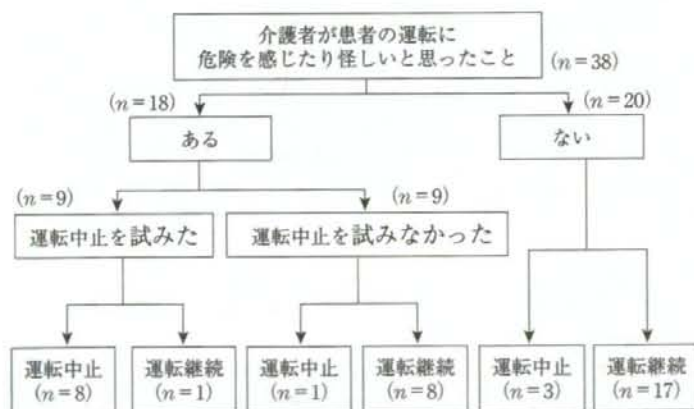 介護者が患者の運転に
危険を感じたり怪しいと思ったこと
(n=38)
(n=18)
(n=20)
ある
ない
(n=9)
(n=9)
運転中止を試みた
運転中止を試みなかった
運転中止
(n=8)
運転継続
(n=1)
運転中止
(n=1)
運転継続
(n=8)
運転中止
(n=3)
運転継続
(n=17)